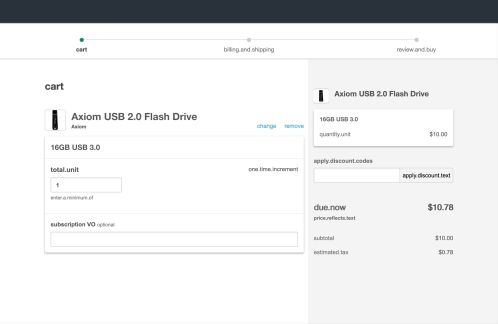 cart
billing.and.shipping
review.and.buy
cart
Axiom USB 2.0 Flash Drive
Axiom
change remove
16GB USB 3.0
total.unit
one.time.increment
1
enter.a.minimum.of
subscription VO optional
Axiom USB 2.0 Flash Drive
16GB USB 3.0
quantity.unit $10.00
apply.discount.codes
apply.discount.text
due.now $10.78
price.reflects.text
subtotal $10.00
estimated.tax $0.78